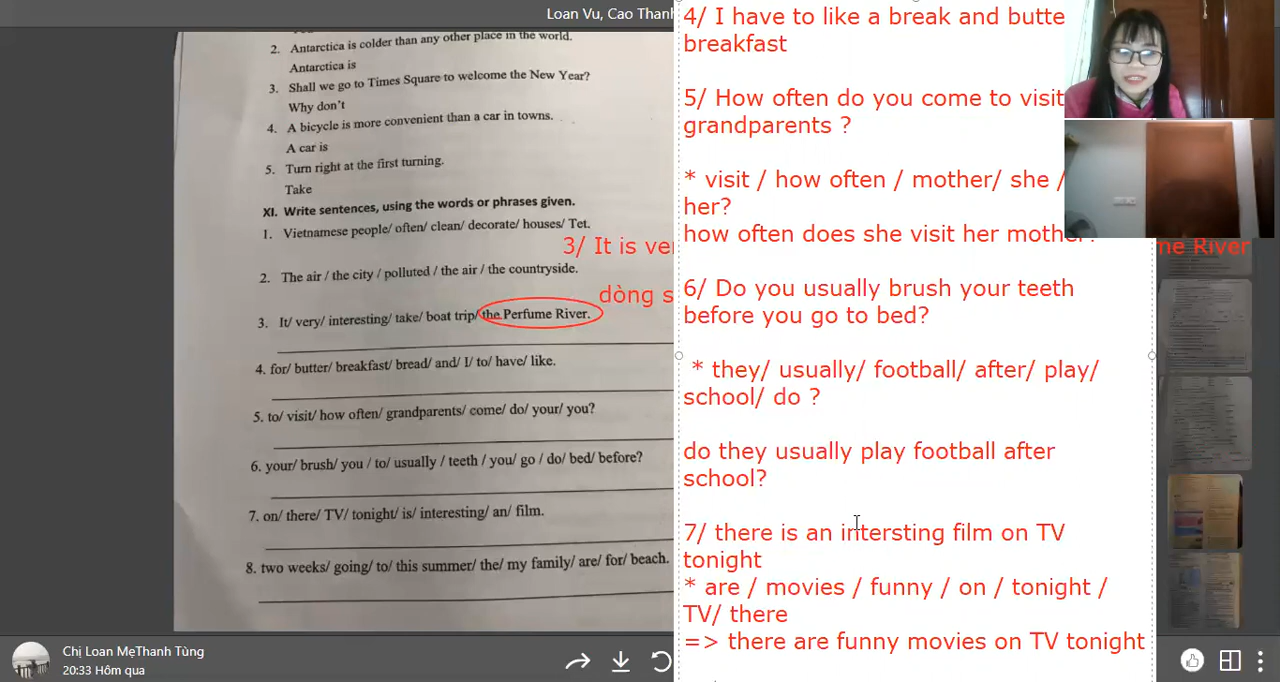 Loan Vu, Cao Thanh
2. Antarctica is colder than any other place in the world.
Antarctica is
3. Shall we go to Times Square to welcome the New Year?
Why don't
4. A bicycle is more convenient than a car in towns.
A car is
5. Turn right at the first turning.
Take
XI. Write sentences, using the words or phrases given.
1. Vietnamese people/ often/ clean/ decorate/ houses/ Tet.
3/ It is ve
me River
2. The air / the city / polluted / the air / the countryside.
dòng s
3. It/ very/ interesting/ take/ boat trip/ the Perfume River.
4. for/ butter/ breakfast/ bread/ and/ I/ to/ have/ like.
5. to/ visit/ how often/ grandparents/ come/ do/ your/ you?
6. your/ brush/ you / to/ usually / teeth / you/ go / do/ bed/ before?
7. on/ there/ TV/ tonight/ is/ interesting/ an/ film.
8. two weeks/ going/ to/ this summer/ the/ my family/ are/ for/ beach.
4/ I have to like a break and butte
breakfast
5/ How often do you come to visit
grandparents ?
* visit / how often / mother/ she /
her?
how often does she visit her mother?
6/ Do you usually brush your teeth
before you go to bed?
* they/ usually/ football/ after/ play/
school/ do ?
do they usually play football after
school?
7/ there is an intersting film on TV
tonight
* are / movies / funny / on / tonight /
TV/ there
=> there are funny movies on TV tonight
Chị Loan MẹThanh Tùng
20:33 Hôm qua